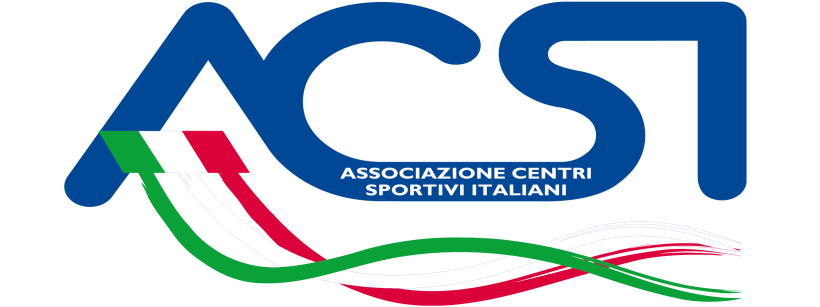 ACSI
ASSOCIAZIONE CENTRI
SPORTIVI ITALIANI